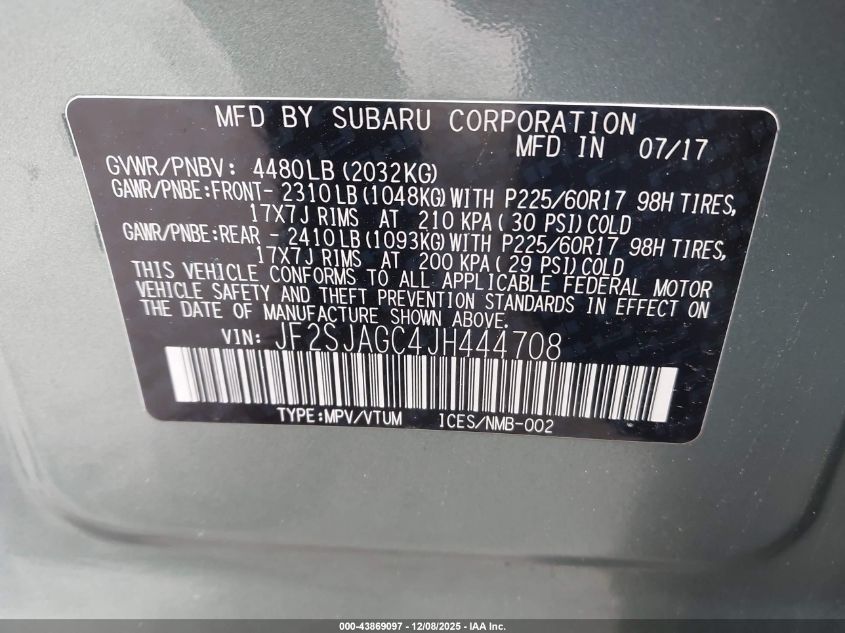 MFD BY SUBARU CORPORATION
MFD IN 07/17
GVWR/PNBV: 4480LB (2032KG)
GAWR/PNBE:FRONT- 2310LB (1048KG) WITH P225/60R17 98H TIRES,
17X7J RIMS AT 210 KPA ( 30 PSI) COLD
GAWR/PNBE:REAR - 2410LB (1093KG) WITH P225/60R17 98H TIRES,
17X7J RIMS AT 200 KPA ( 29 PSI) COLD
THIS VEHICLE CONFORMS TO ALL APPLICABLE FEDERAL MOTOR
VEHICLE SAFETY AND THEFT PREVENTION STANDARDS IN EFFECT ON
THE DATE OF MANUFACTURE SHOWN ABOVE.
VIN: JF2SJAGC4JH444708
TYPE:MPV/VTUM ICES/NMB-002
000-43869097 - 12/08/2025 - IAA Inc.